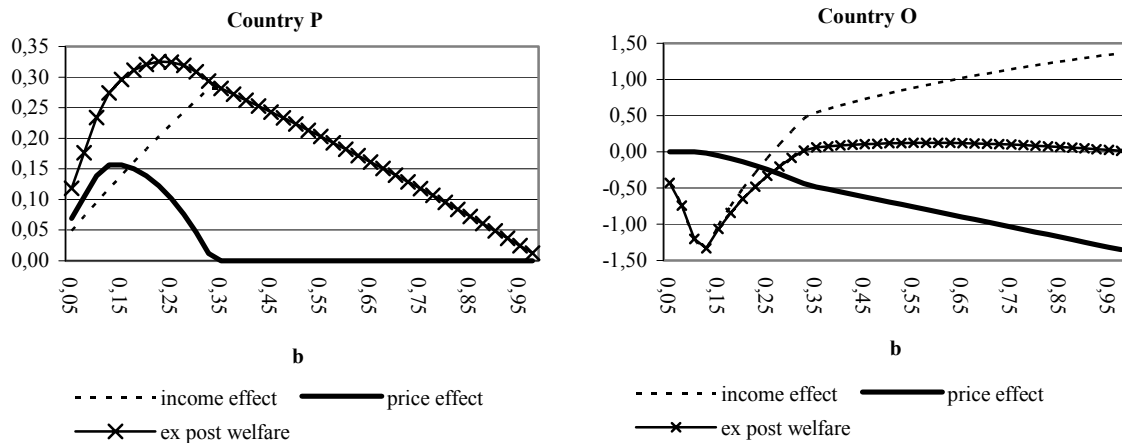 Country P
0,35
0,30
0,25
0,20
0,15
0,10
0,05
0,00
0,05 0,15 0,25 0,35 0,45 0,55 0,65 0,75 0,85 0,95
b
income effect price effect
ex post welfare
Country O
1,50
1,00
0,50
0,00
-0,50
-1,00
-1,50
0,05 0,15 0,25 0,35 0,45 0,55 0,65 0,75 0,85 0,95
b
income effect price effect
ex post welfare